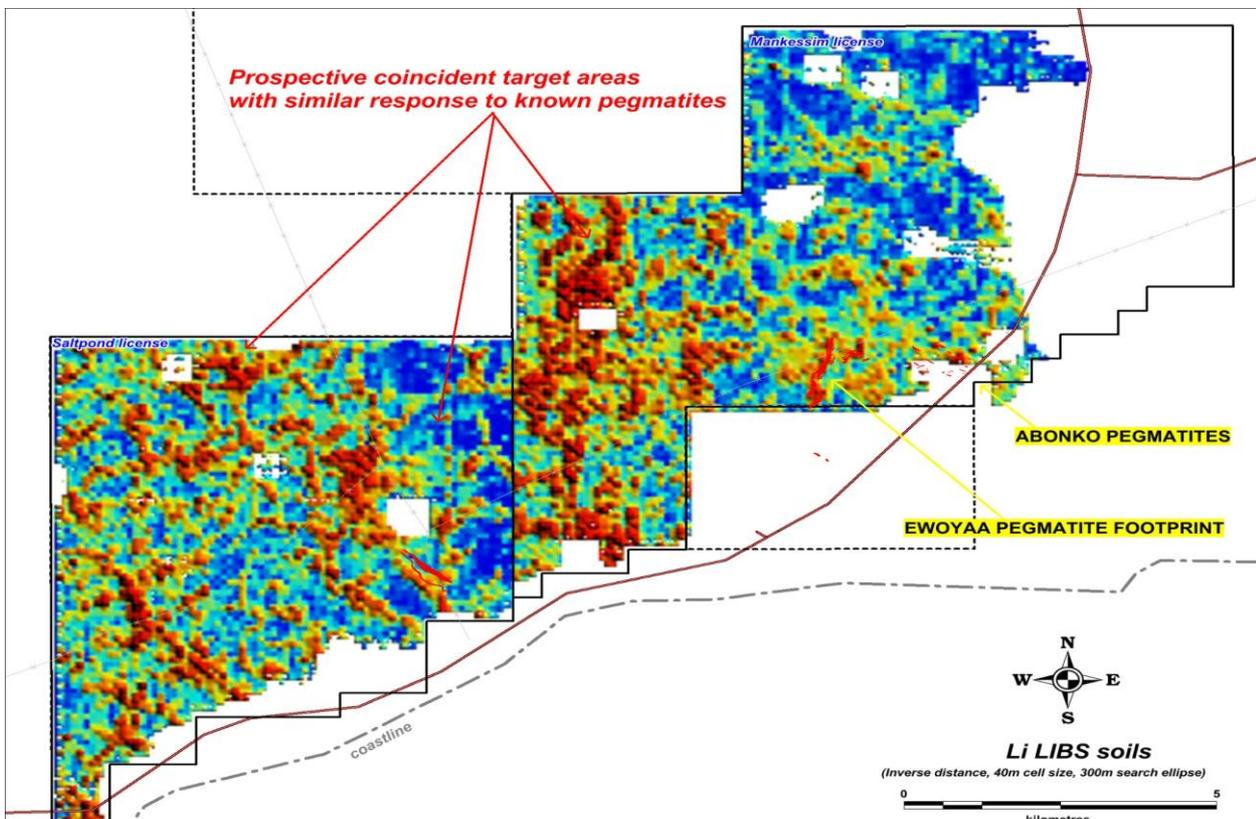 Mankessim license
Prospective coincident target areas
with similar response to known pegmatites
Saltpond license
ABONKO PEGMATITES
EWOYAA PEGMATITE FOOTPRINT
coastline
N
W E
S
Li LIBS soils
(Inverse distance, 40m cell size, 300m search ellipse)
0 5
kilometres